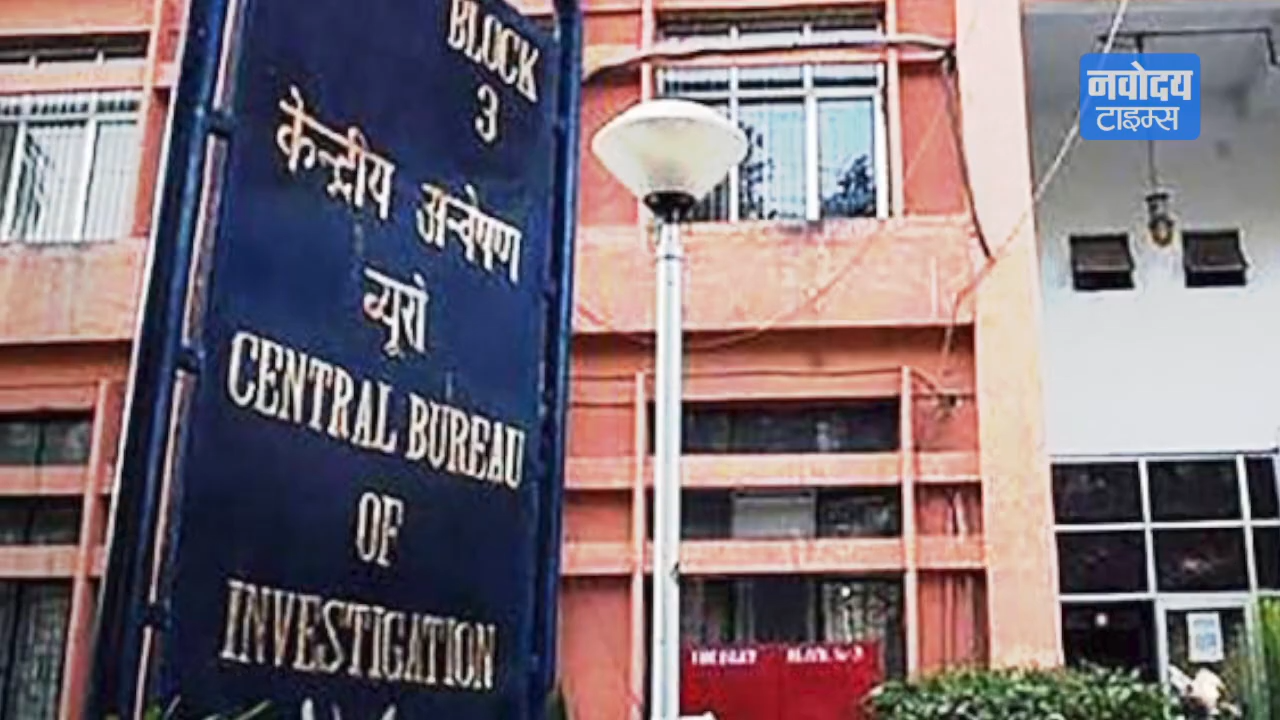 BLOCK
3
केन्द्रीय अन्वेषण
ब्यूरो
CENTRAL BUREAU
OF
INVESTIGATION
नवोदय
टाइम्स